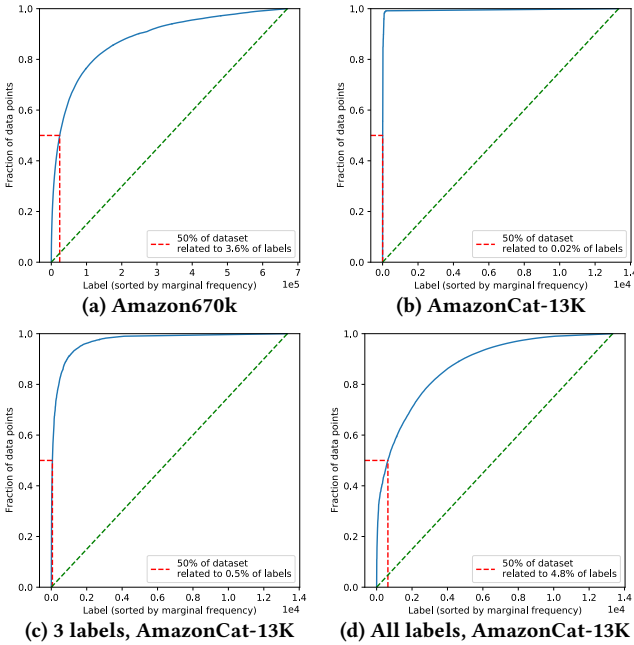 1.0
0.8
0.6
0.4
0.2
0.0
Fraction of data points
50% of dataset
related to 3.6% of labels
0 1 2 3 4 5 6 7
1e5
Label (sorted by marginal frequency)
(a) Amazon670k
1.0
0.8
0.6
0.4
0.2
0.0
Fraction of data points
50% of dataset
related to 0.02% of labels
0.0 0.2 0.4 0.6 0.8 1.0 1.2 1.4
1e4
Label (sorted by marginal frequency)
(b) AmazonCat-13K
1.0
0.8
0.6
0.4
0.2
0.0
Fraction of data points
50% of dataset
related to 0.5% of labels
0.0 0.2 0.4 0.6 0.8 1.0 1.2 1.4
1e4
Label (sorted by marginal frequency)
(c) 3 labels, AmazonCat-13K
1.0
0.8
0.6
0.4
0.2
0.0
Fraction of data points
50% of dataset
related to 4.8% of labels
0.0 0.2 0.4 0.6 0.8 1.0 1.2 1.4
1e4
Label (sorted by marginal frequency)
(d) All labels, AmazonCat-13K